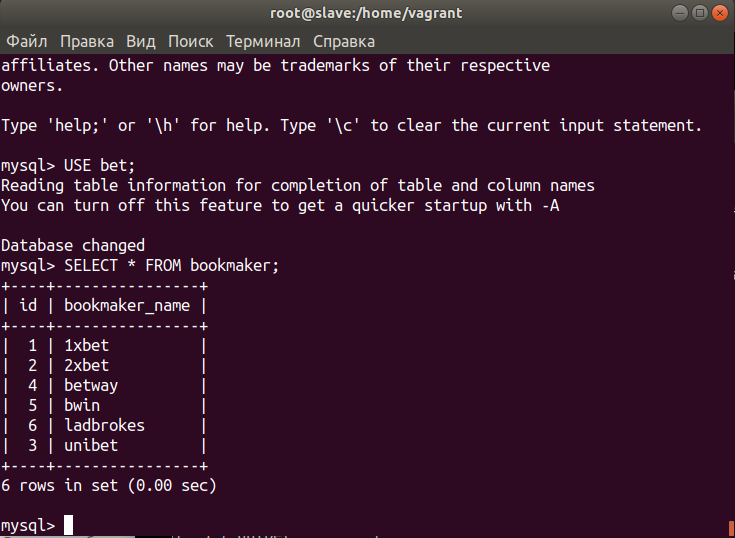 root@slave:/home/vagrant
Файл Правка Вид Поиск Терминал Справка
affiliates. Other names may be trademarks of their respective
owners.
Type 'help;' or '\h' for help. Type '\c' to clear the current input statement.
mysql> USE bet;
Reading table information for completion of table and column names
You can turn off this feature to get a quicker startup with -A
Database changed
mysql> SELECT * FROM bookmaker;
+----+----------------+
| id | bookmaker_name |
+----+----------------+
|  1 | 1xbet          |
|  2 | 2xbet          |
|  4 | betway         |
|  5 | bwin           |
|  6 | ladbrokes      |
|  3 | unibet         |
+----+----------------+
6 rows in set (0.00 sec)
mysql>